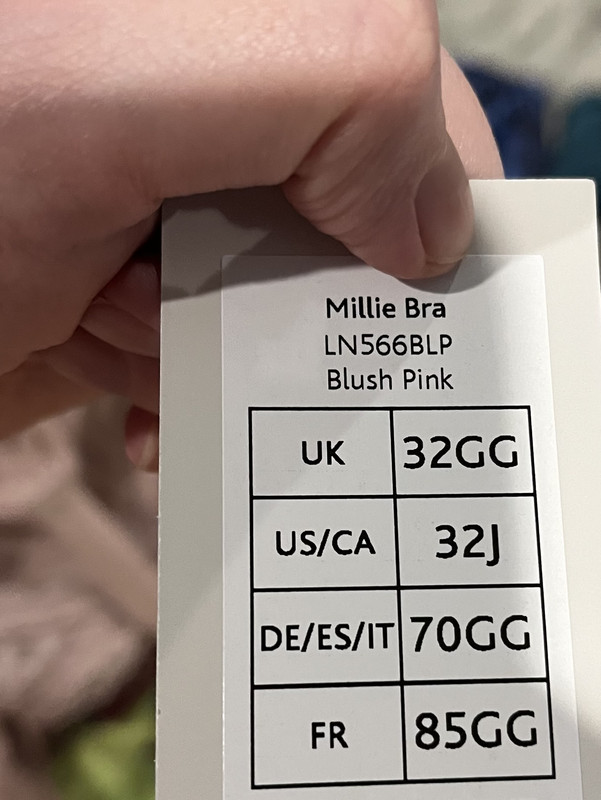 Millie Bra
LN566BLP
Blush Pink
UK 32GG
US/CA 32J
DE/ES/IT 70GG
FR 85GG